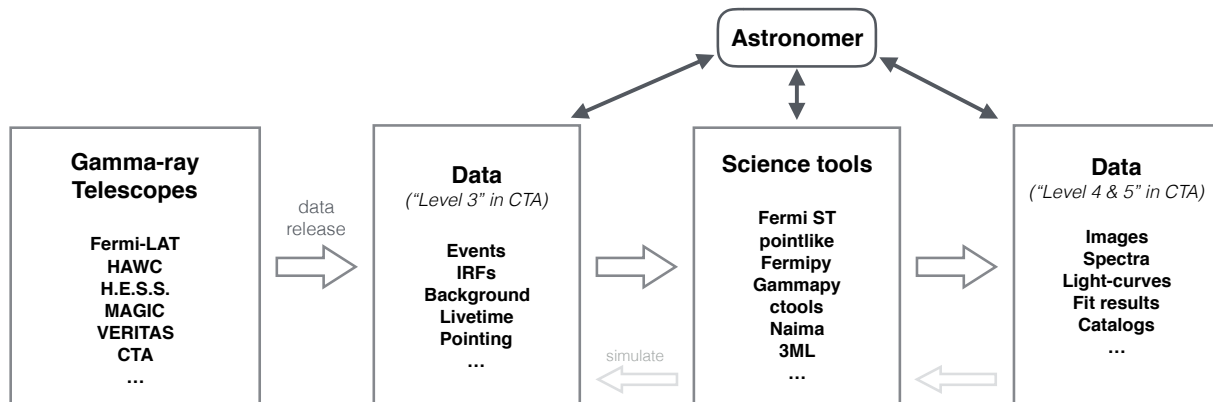 Astronomer
Gamma-ray
Telescopes
Fermi-LAT
HAWC
H.E.S.S.
MAGIC
VERITAS
CTA
…
data
release
Data
(“Level 3” in CTA)
Events
IRFs
Background
Livetime
Pointing
…
simulate
Science tools
Fermi ST
pointlike
Fermipy
Gammapy
ctools
Naima
3ML
…
Data
(“Level 4 & 5” in CTA)
Images
Spectra
Light-curves
Fit results
Catalogs
…